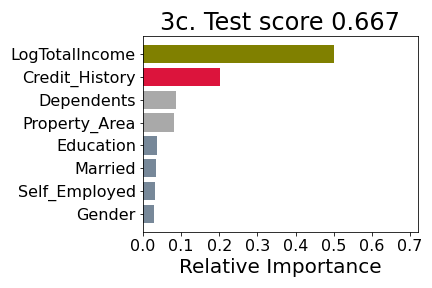 3c. Test score 0.667
LogTotalIncome
Credit_History
Dependents
Property_Area
Education
Married
Self_Employed
Gender
0.0 0.1 0.2 0.3 0.4 0.5 0.6 0.7
Relative Importance